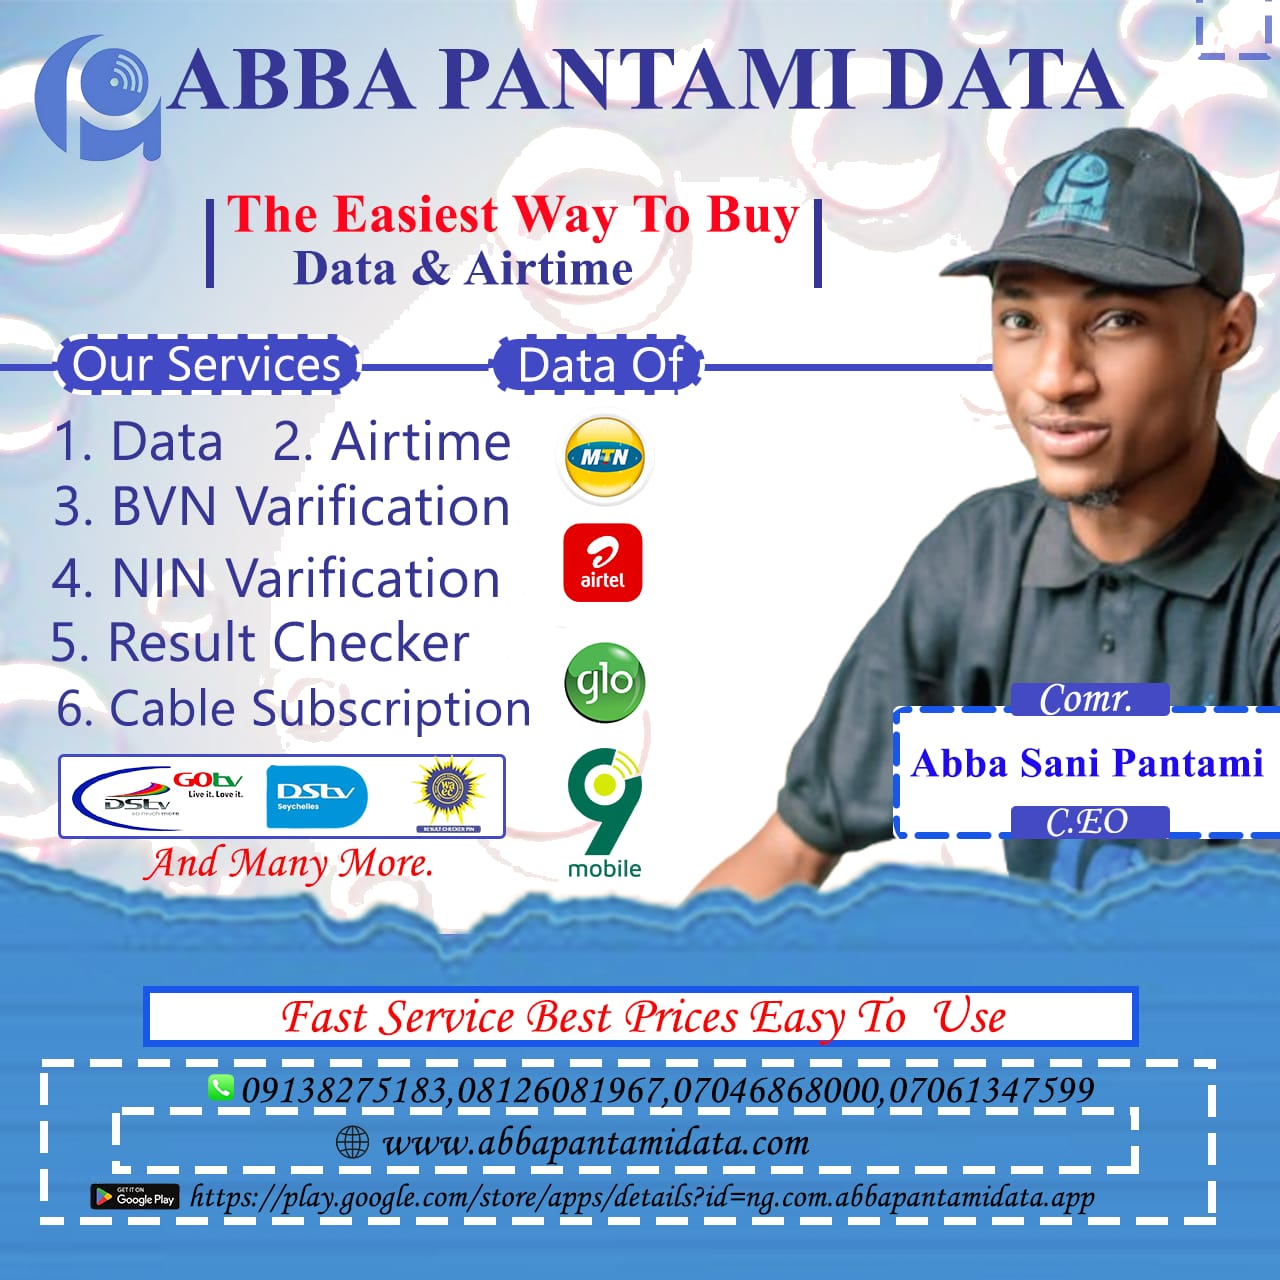 ABBA PANTAMI DATA
The Easiest Way To Buy
Data & Airtime
Our Services
Data Of
1. Data 2. Airtime
3. BVN Varification
4. NIN Varification
5. Result Checker
6. Cable Subscription
MTN
airtel
glo
9
mobile
GOtv
Live it. Love it.
DSTV
so much more
DStv
Seychelles
waec
RESULT CHECKER PIN
And Many More.
Comr.
Abba Sani Pantami
C.EO
Fast Service Best Prices Easy To Use
09138275183,08126081967,07046868000,07061347599
www.abbapantamidata.com
GET IT ON
Google Play
https://play.google.com/store/apps/details?id=ng.com.abbapantamidata.app